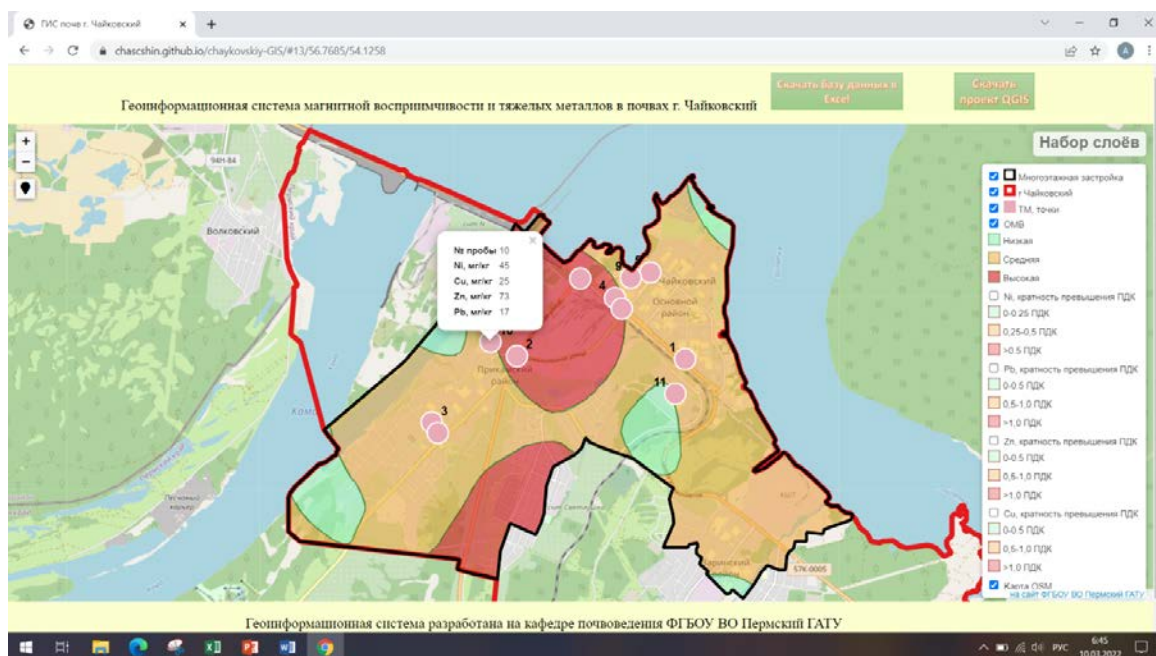 ГИС почв г. Чайковский
chascshin.github.io/chaykovskiy-GIS/#13/56.7685/54.1258
Геоинформационная система магнитной восприимчивости и тяжелых металлов в почвах г. Чайковский
Скачать базу данных в
Excel
Скачать
проект QGIS
Набор слоёв
Многоэтажная застройка
г Чайковский
ТМ, точки
ОМВ
Низкая
Средняя
Высокая
Ni, кратность превышения ПДК
0-0.25 ПДК
0,25-0,5 ПДК
>0.5 ПДК
Pb, кратность превышения ПДК
0-0.5 ПДК
0,5-1,0 ПДК
>1,0 ПДК
Zn, кратность превышения ПДК
0-0.5 ПДК
0,5-1,0 ПДК
>1.0 ПДК
Cu, кратность превышения ПДК
0-0.5 ПДК
0,5-1,0 ПДК
>1.0 ПДК
Карта OSM
на сайт ФГБОУ ВО Пермский ГАТУ
94Н-84
Волковский
№ пробы 10
Ni, мг/кг 45
Cu, мг/кг 25
Zn, мг/кг 73
Pb, мг/кг 17
9
4
Чайковский
Основной
район
10
2
1
район
11
3
Кама
Песчаный
карьер
57К-0005
Геоинформационная система разработана на кафедре почвоведения ФГБОУ ВО Пермский ГАТУ
РУС
6:45
10.03.2022